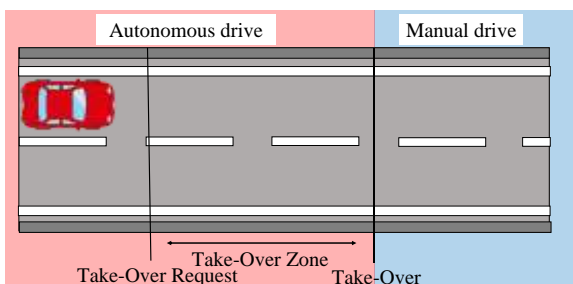 Autonomous drive
Manual drive
Take-Over Zone
Take-Over Request
Take-Over